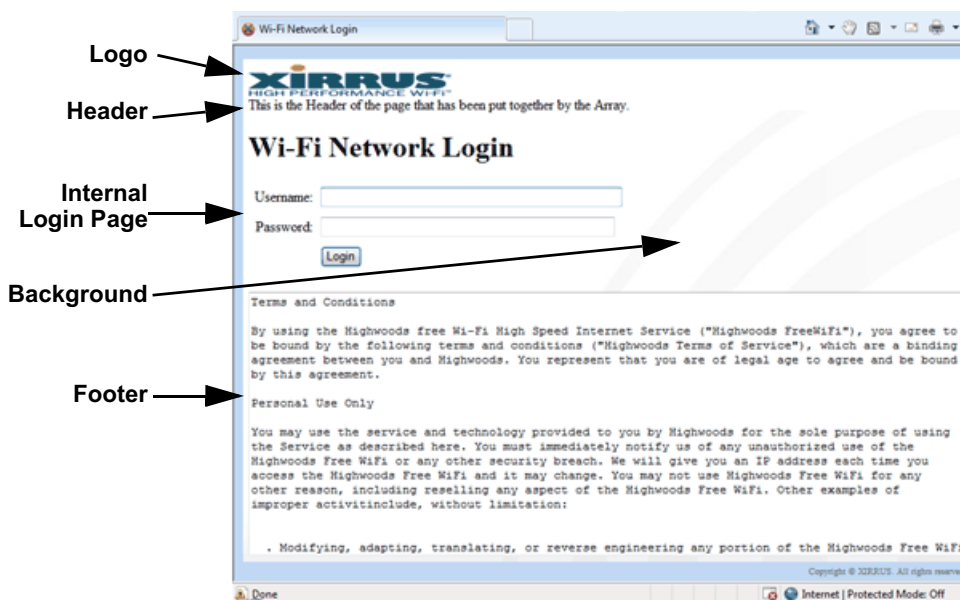 Wi-Fi Network Login
Logo
XIRRUS
HIGH PERFORMANCE WI-FI
Header
This is the Header of the page that has been put together by the Array.
Wi-Fi Network Login
Internal
Login Page
Username:
Password:
Login
Background
Terms and Conditions
By using the Highwoods free Wi-Fi High Speed Internet Service ("Highwoods FreeWiFi"), you agree to
be bound by the following terms and conditions ("Highwoods Terms of Service"), which are a binding
agreement between you and Highwoods. You represent that you are of legal age to agree and be bound
by this agreement.
Footer
Personal Use Only
You may use the service and technology provided to you by Highwoods for the sole purpose of using
the Service as described here. You must immediately notify us of any unauthorized use of the
Highwoods Free WiFi or any other security breach. We will give you an IP address each time you
access the Highwoods Free WiFi and it may change. You may not use Highwoods Free WiFi for any
other reason, including reselling any aspect of the Highwoods Free WiFi. Other examples of
improper activitinclude, without limitation:
. Modifying, adapting, translating, or reverse engineering any portion of the Highwoods Free WiFi
Copyright © XIRRUS. All rights reserve
Done
Internet | Protected Mode: Off